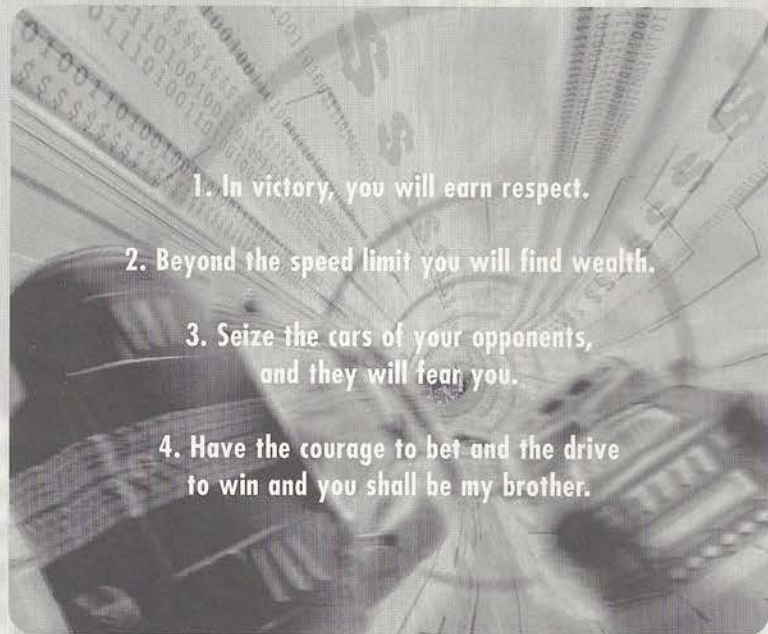 1. In victory, you will earn respect.
2. Beyond the speed limit you will find wealth.
3. Seize the cars of your opponents,
and they will fear you.
4. Have the courage to bet and the drive
to win and you shall be my brother.